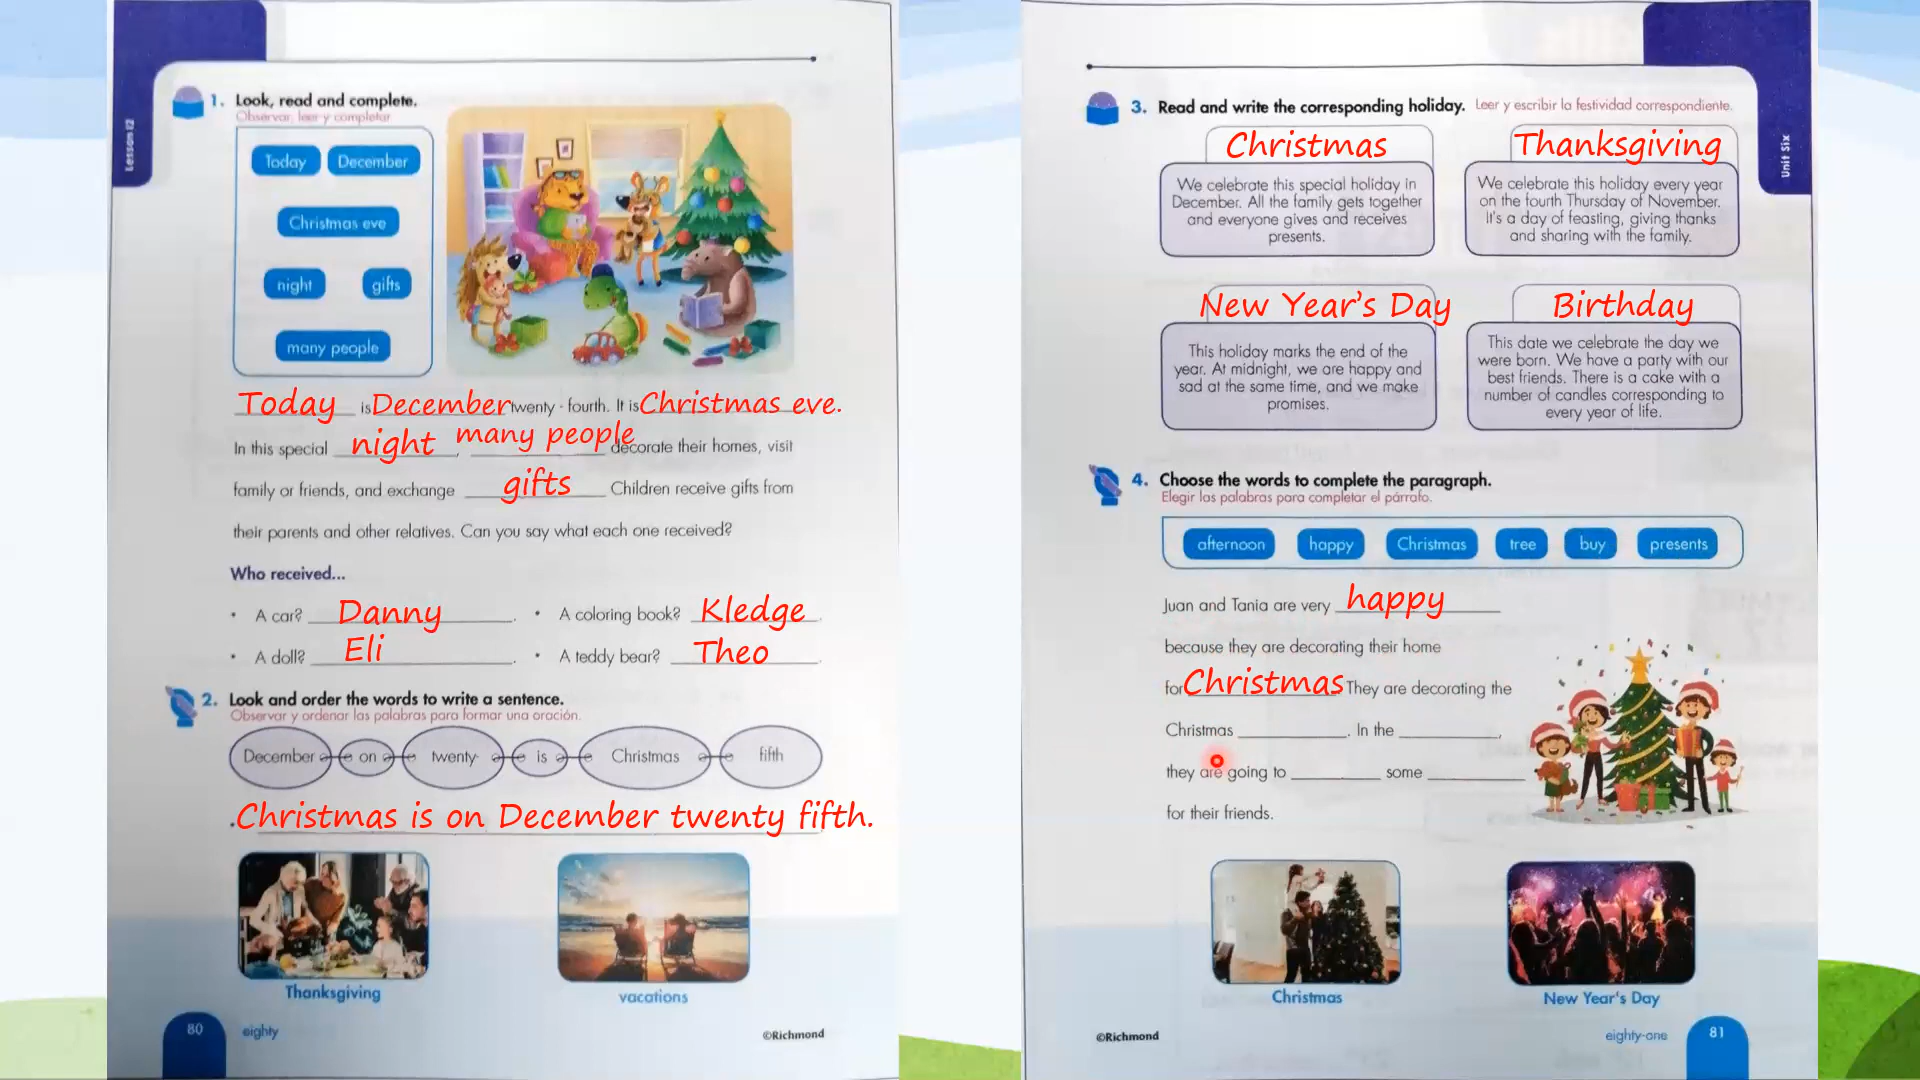 Lesson 12
1. Look, read and complete.
Observar, leer y completar
Today December
Christmas eve
night gifts
many people
Today is December twenty - fourth. It is Christmas eve.
In this special night, many people decorate their homes, visit
family or friends, and exchange gifts Children receive gifts from
their parents and other relatives. Can you say what each one received?
Who received...
• A car? Danny. • A coloring book? Kledge.
• A doll? Eli. • A teddy bear? Theo.
2. Look and order the words to write a sentence.
Observar y ordenar las palabras para formar una oración.
December on twenty- is Christmas fifth
Christmas is on December twenty fifth.
Thanksgiving vacations
80 eighty ©Richmond
Unit Six
3. Read and write the corresponding holiday. Leer y escribir la festividad correspondiente.
Christmas
We celebrate this special holiday in
December. All the family gets together
and everyone gives and receives
presents.
Thanksgiving
We celebrate this holiday every year
on the fourth Thursday of November.
It's a day of feasting, giving thanks
and sharing with the family.
New Year's Day
This holiday marks the end of the
year. At midnight, we are happy and
sad at the same time, and we make
promises.
Birthday
This date we celebrate the day we
were born. We have a party with our
best friends. There is a cake with a
number of candles corresponding to
every year of life.
4. Choose the words to complete the paragraph.
Elegir las palabras para completar el párrafo.
afternoon happy Christmas tree buy presents
Juan and Tania are very happy
because they are decorating their home
for Christmas. They are decorating the
Christmas ____. In the ____,
they are going to ____ some ____
for their friends.
Christmas New Year's Day
©Richmond eighty-one 81